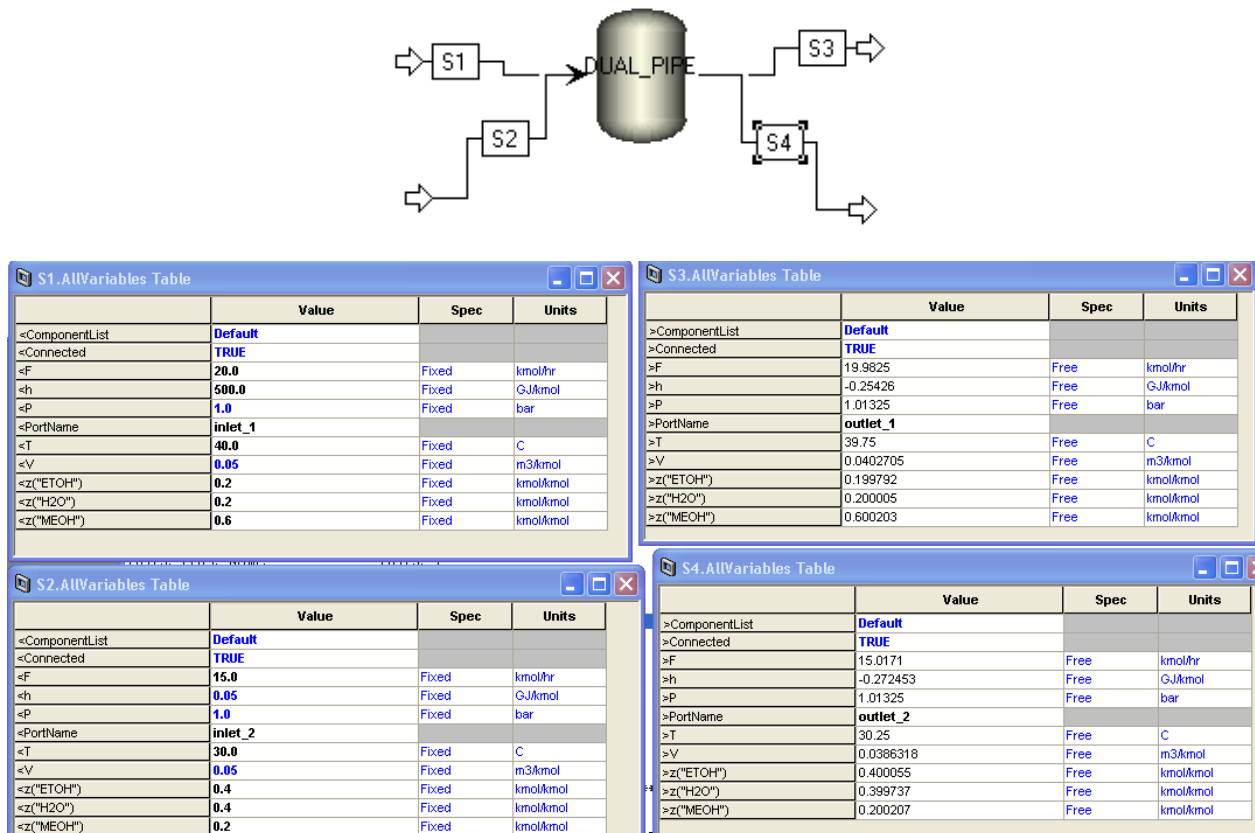 S1
S2
DUAL_PIPE
S3
S4
S1.AllVariables Table
Value Spec Units
<ComponentList Default
<Connected TRUE
<F 20.0 Fixed kmol/hr
<h 500.0 Fixed GJ/kmol
<P 1.0 Fixed bar
<PortName inlet_1
<T 40.0 Fixed C
<V 0.05 Fixed m3/kmol
<z("ETOH") 0.2 Fixed kmol/kmol
<z("H2O") 0.2 Fixed kmol/kmol
<z("MEOH") 0.6 Fixed kmol/kmol
S3.AllVariables Table
Value Spec Units
>ComponentList Default
>Connected TRUE
>F 19.9825 Free kmol/hr
>h -0.25426 Free GJ/kmol
>P 1.01325 Free bar
>PortName outlet_1
>T 39.75 Free C
>V 0.0402705 Free m3/kmol
>z("ETOH") 0.199792 Free kmol/kmol
>z("H2O") 0.200005 Free kmol/kmol
>z("MEOH") 0.600203 Free kmol/kmol
S2.AllVariables Table
Value Spec Units
<ComponentList Default
<Connected TRUE
<F 15.0 Fixed kmol/hr
<h 0.05 Fixed GJ/kmol
<P 1.0 Fixed bar
<PortName inlet_2
<T 30.0 Fixed C
<V 0.05 Fixed m3/kmol
<z("ETOH") 0.4 Fixed kmol/kmol
<z("H2O") 0.4 Fixed kmol/kmol
<z("MEOH") 0.2 Fixed kmol/kmol
S4.AllVariables Table
Value Spec Units
>ComponentList Default
>Connected TRUE
>F 15.0171 Free kmol/hr
>h -0.272453 Free GJ/kmol
>P 1.01325 Free bar
>PortName outlet_2
>T 30.25 Free C
>V 0.0386318 Free m3/kmol
>z("ETOH") 0.400055 Free kmol/kmol
>z("H2O") 0.399737 Free kmol/kmol
>z("MEOH") 0.200207 Free kmol/kmol